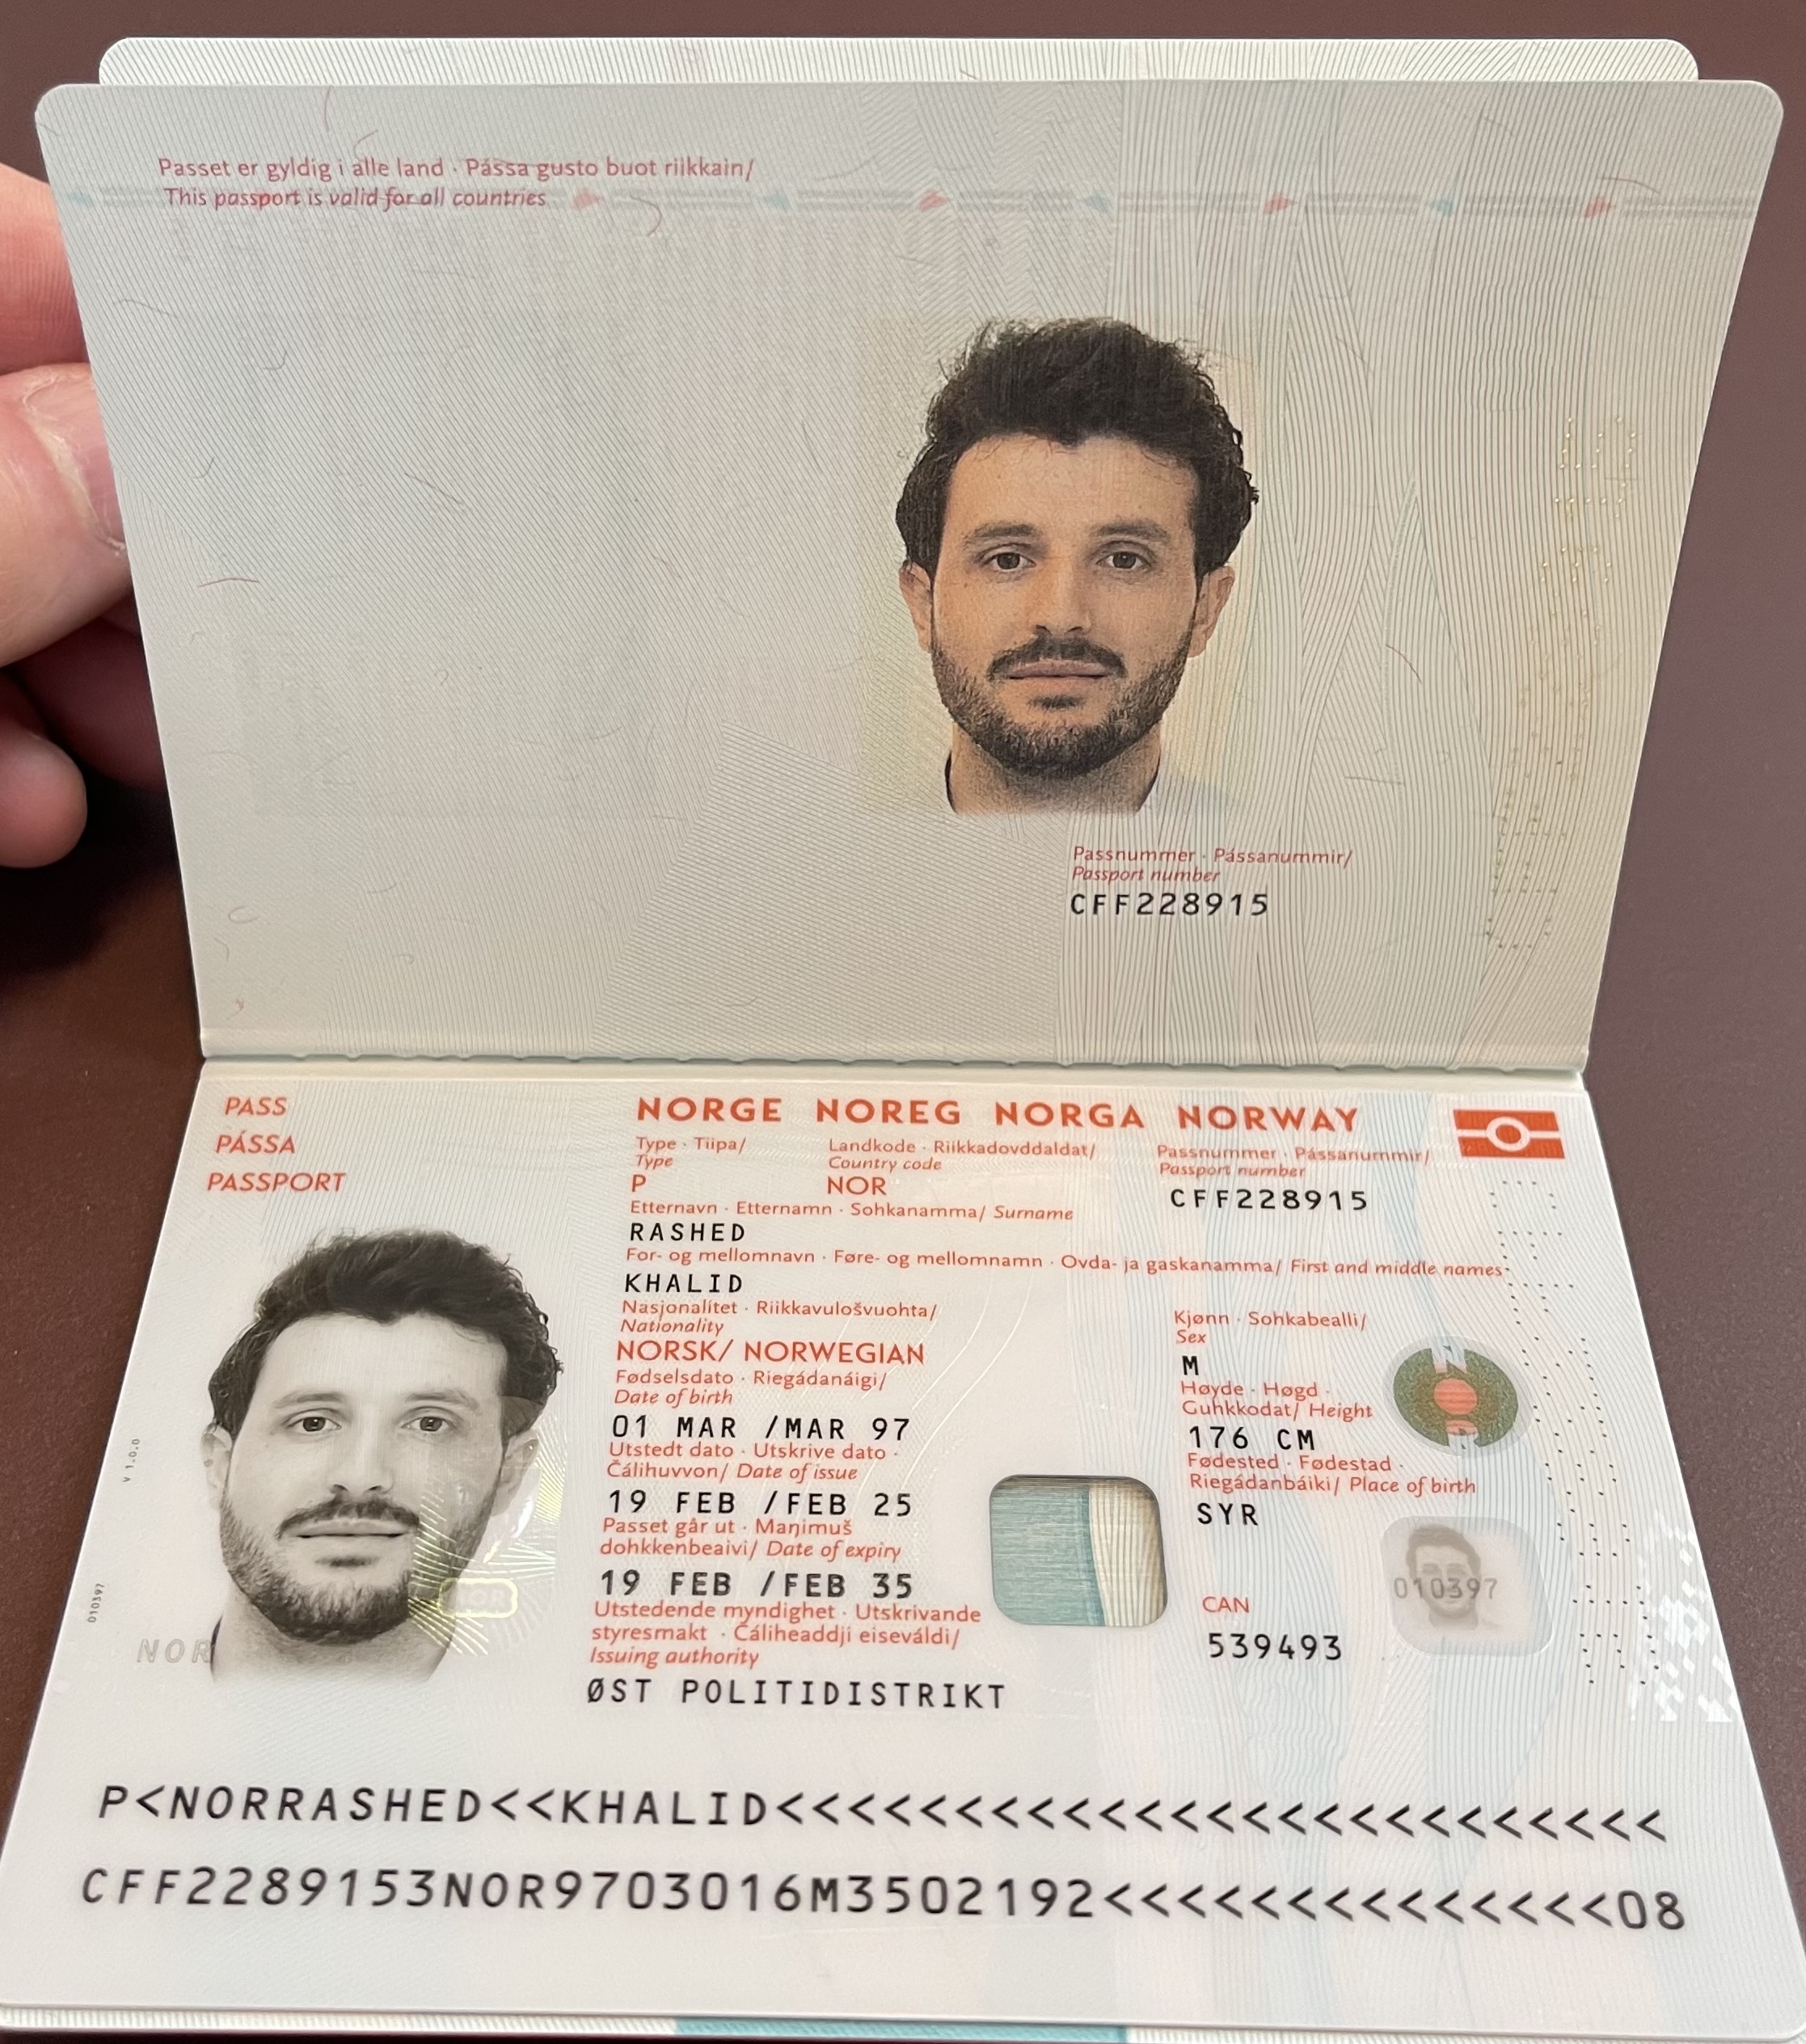 Passet er gyldig i alle land · Pássa gusto buot riikkain/
This passport is valid for all countries
Passnummer · Pássanummir/
Passport number
CFF228915
PASS
PÁSSA
PASSPORT
NORGE NOREG NORGA NORWAY
Type · Tiipa/
Type
P
Landkode · Riikkadovddaldat/
Country code
NOR
Passnummer · Pássanummir/
Passport number
CFF228915
Etternavn · Etternamn · Sohkanamma/ Surname
RASHED
For- og mellomnavn · Føre- og mellomnamn · Ovda- ja gaskanamma/ First and middle names
KHALID
Nasjonalitet · Riikkavulošvuohta/
Nationality
NORSK/ NORWEGIAN
Kjønn · Sohkabealli/
Sex
M
Fødselsdato · Riegádanáigi/
Date of birth
01 MAR /MAR 97
Høyde · Høgd ·
Guhkkodat/ Height
176 CM
Utstedt dato · Utskrive dato ·
Čálihuvvon/ Date of issue
19 FEB /FEB 25
Fødested · Fødestad ·
Riegádanbáiki/ Place of birth
SYR
Passet går ut · Maŋimuš
dohkkenbeaivi/ Date of expiry
19 FEB /FEB 35
Utstedende myndighet · Utskrivande
styresmakt · Čáliheaddji eiseváldi/
Issuing authority
ØST POLITIDISTRIKT
CAN
539493
010397
V 1.0.0
010397
NOR
NOR
P<NORRASHED<<KHALID<<<<<<<<<<<<<<<<<<<<<<<<<
CFF2289153NOR9703016M3502192<<<<<<<<<<<<<<08